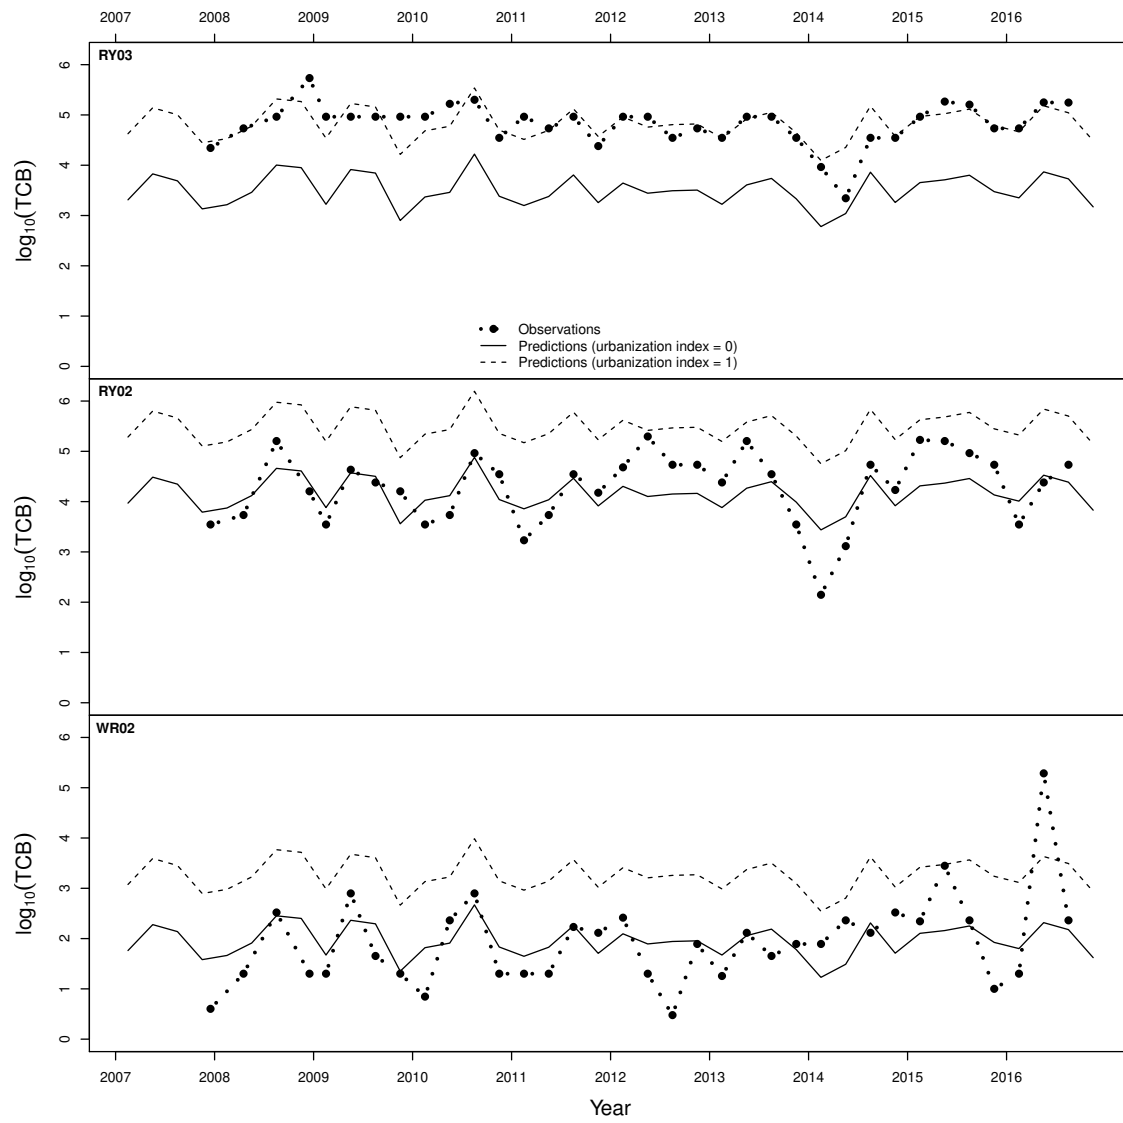 2007 2008 2009 2010 2011 2012 2013 2014 2015 2016
RY03
6
5
4
3
2
1
0
log₁₀(TCB)
Observations
Predictions (urbanization index = 0)
Predictions (urbanization index = 1)
RY02
6
5
4
3
2
1
0
log₁₀(TCB)
WR02
6
5
4
3
2
1
0
log₁₀(TCB)
2007 2008 2009 2010 2011 2012 2013 2014 2015 2016
Year